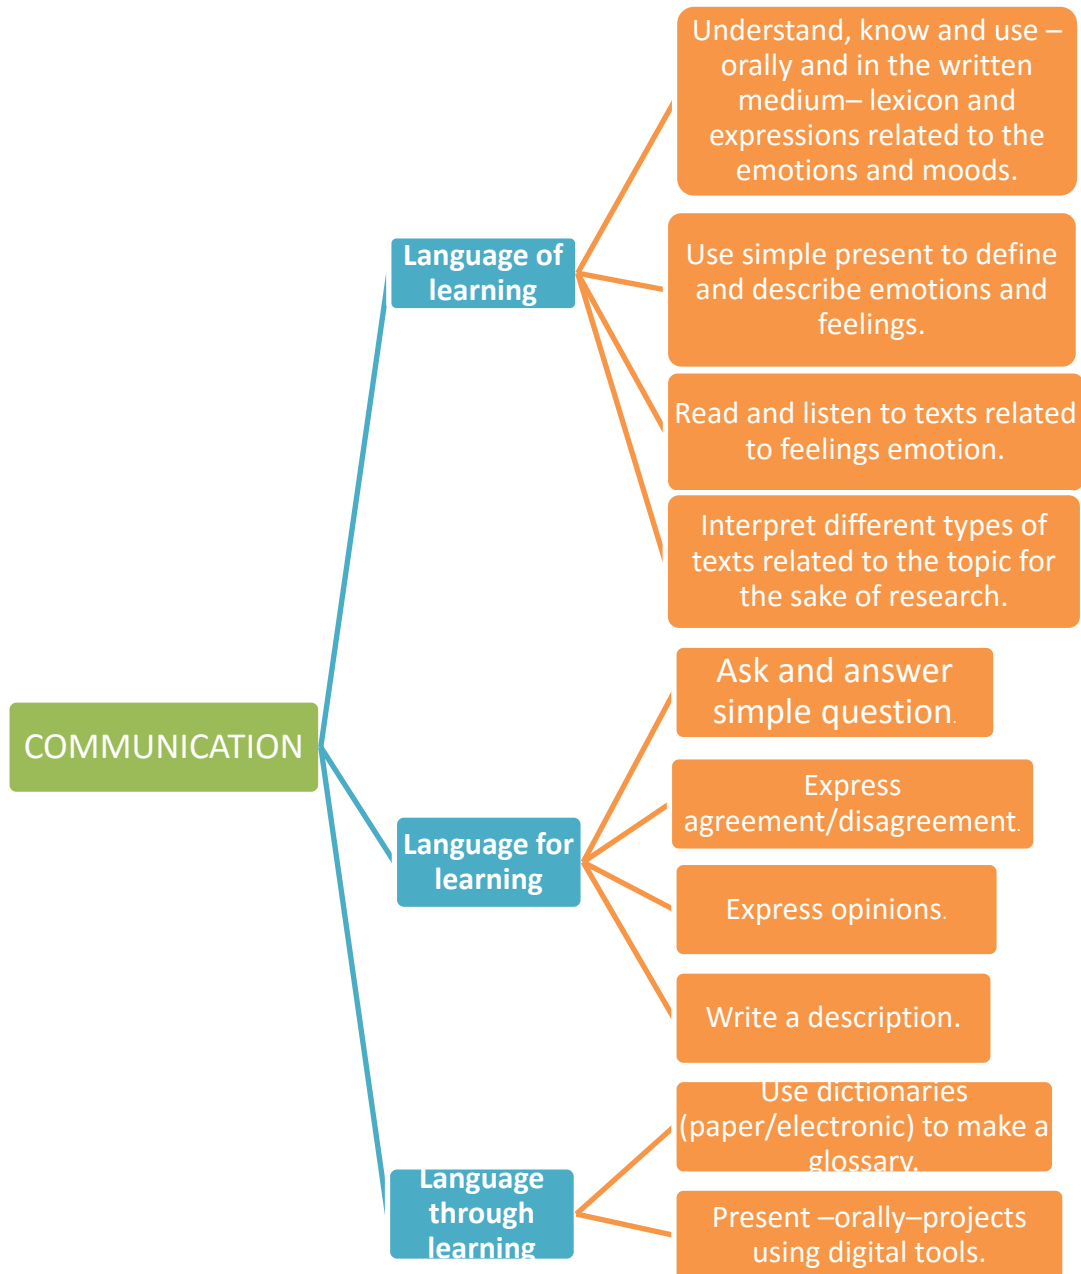 Understand, know and use –
orally and in the written
medium– lexicon and
expressions related to the
emotions and moods.
Language of
learning
Use simple present to define
and describe emotions and
feelings.
Read and listen to texts related
to feelings emotion.
Interpret different types of
texts related to the topic for
the sake of research.
COMMUNICATION
Ask and answer
simple question.
Express
agreement/disagreement.
Language for
learning
Express opinions.
Write a description.
Use dictionaries
(paper/electronic) to make a
glossary.
Language
through
learning
Present –orally–projects
using digital tools.